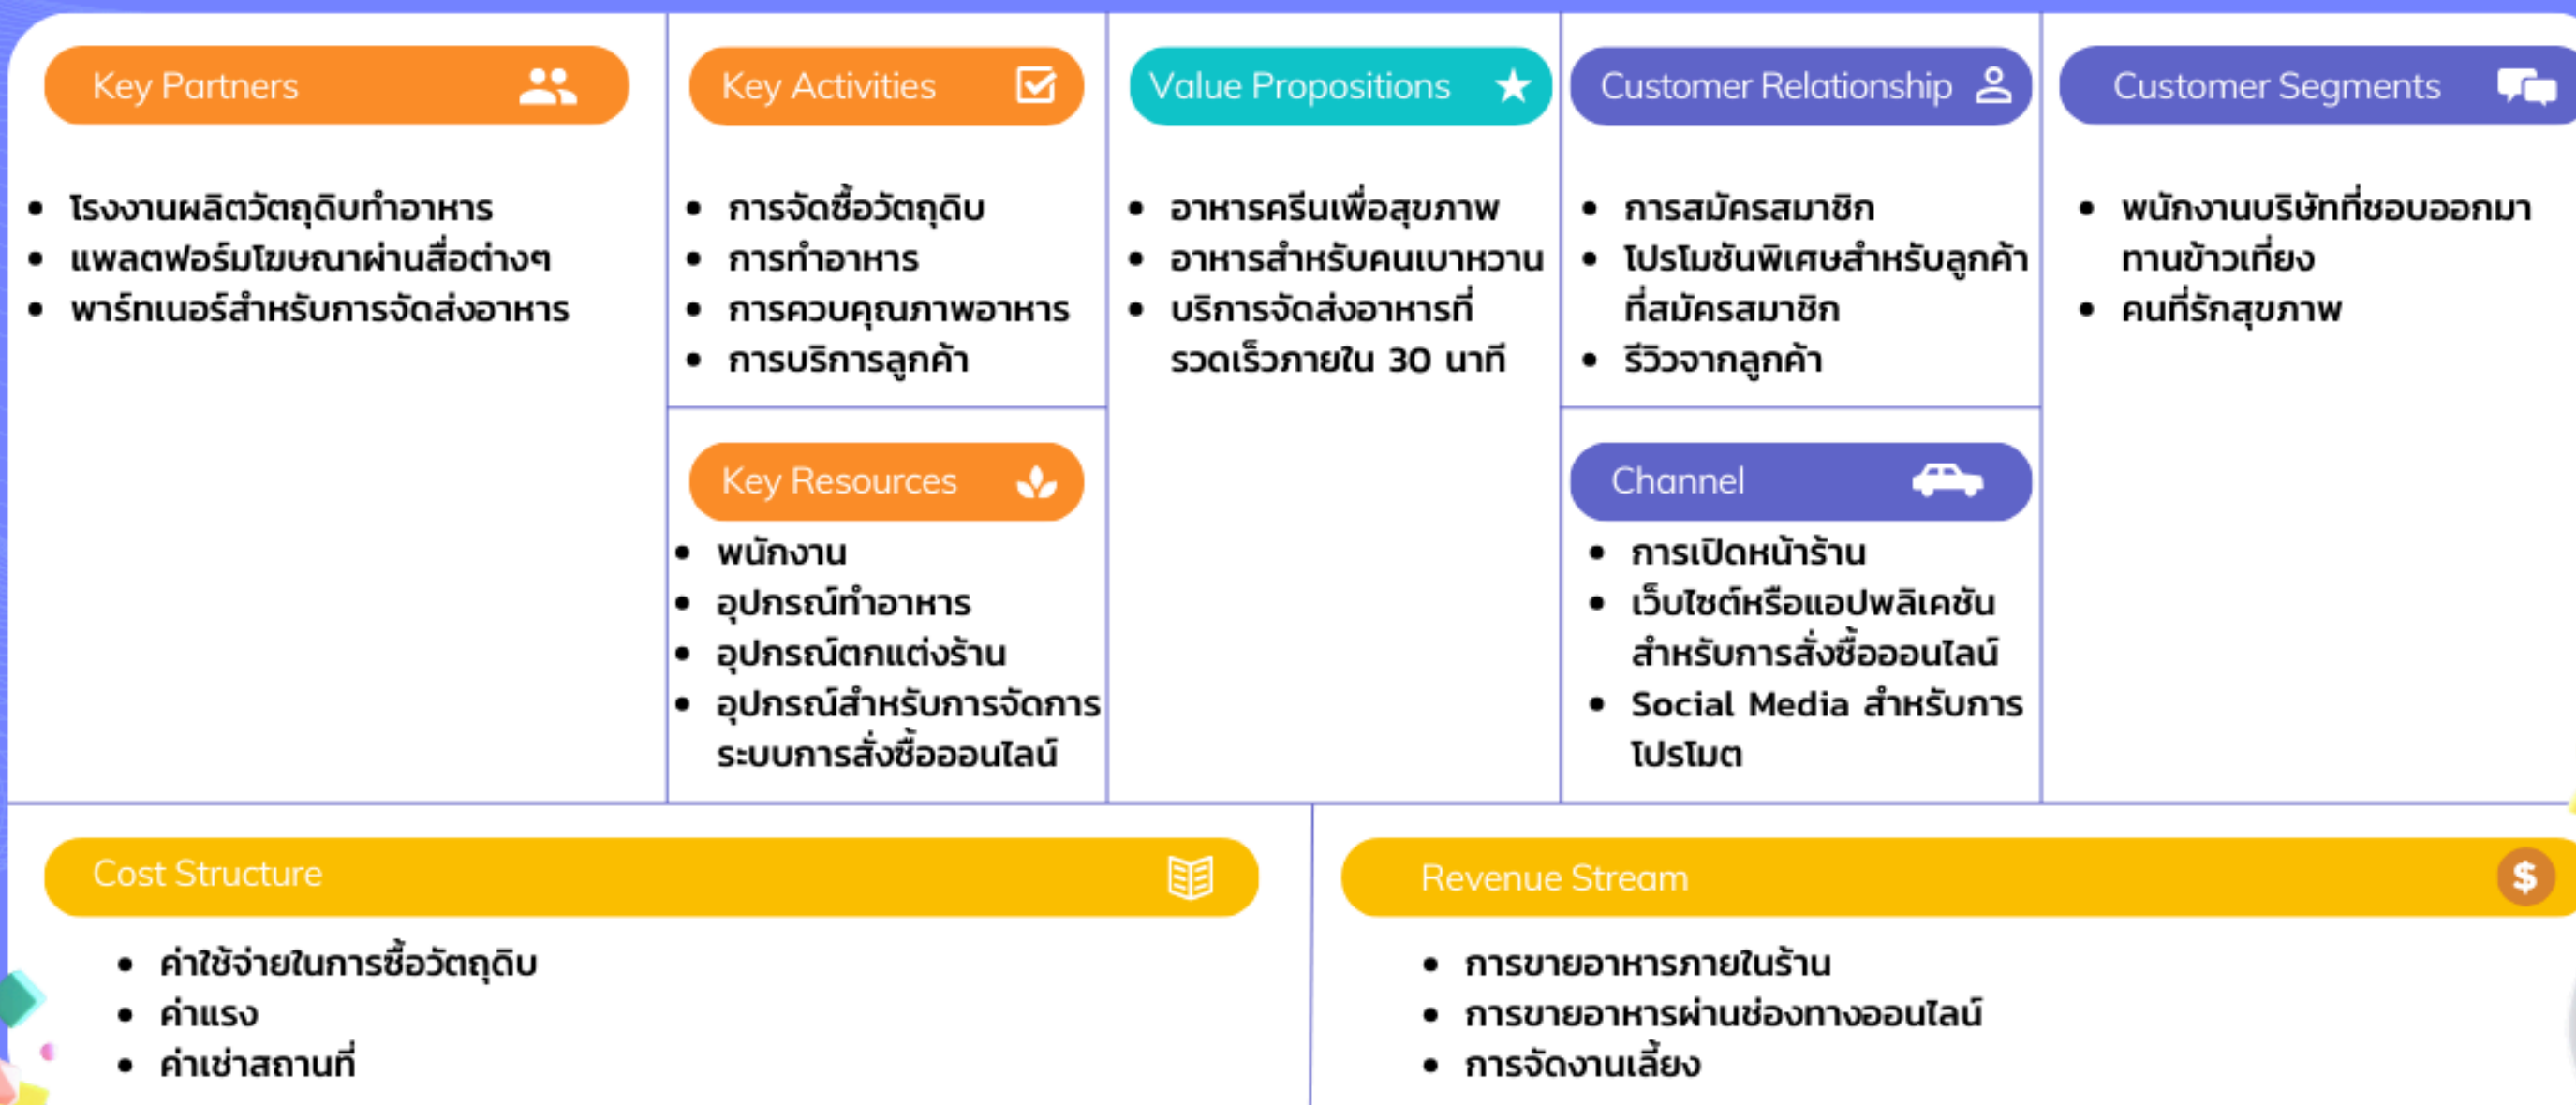 Key Partners
โรงงานผลิตวัตถุดิบทำอาหาร
แพลตฟอร์มโฆษณาผ่านสื่อต่างๆ
พาร์ทเนอร์สำหรับการจัดส่งอาหาร
Key Activities
การจัดซื้อวัตถุดิบ
การทำอาหาร
การควบคุณภาพอาหาร
การบริการลูกค้า
Key Resources
พนักงาน
อุปกรณ์ทำอาหาร
อุปกรณ์ตกแต่งร้าน
อุปกรณ์สำหรับการจัดการ
ระบบการสั่งซื้อออนไลน์
Value Propositions
อาหารครีนเพื่อสุขภาพ
อาหารสำหรับคนเบาหวาน
บริการจัดส่งอาหารที่
รวดเร็วภายใน 30 นาที
Customer Relationship
การสมัครสมาชิก
โปรโมชันพิเศษสำหรับลูกค้า
ที่สมัครสมาชิก
รีวิวจากลูกค้า
Channel
การเปิดหน้าร้าน
เว็บไซต์หรือแอปพลิเคชัน
สำหรับการสั่งซื้อออนไลน์
Social Media สำหรับการ
โปรโมต
Customer Segments
พนักงานบริษัทที่ชอบออกมา
ทานข้าวเที่ยง
คนที่รักสุขภาพ
Cost Structure
ค่าใช้จ่ายในการซื้อวัตถุดิบ
ค่าแรง
ค่าเช่าสถานที่
Revenue Stream
$
การขายอาหารภายในร้าน
การขายอาหารผ่านช่องทางออนไลน์
การจัดงานเลี้ยง